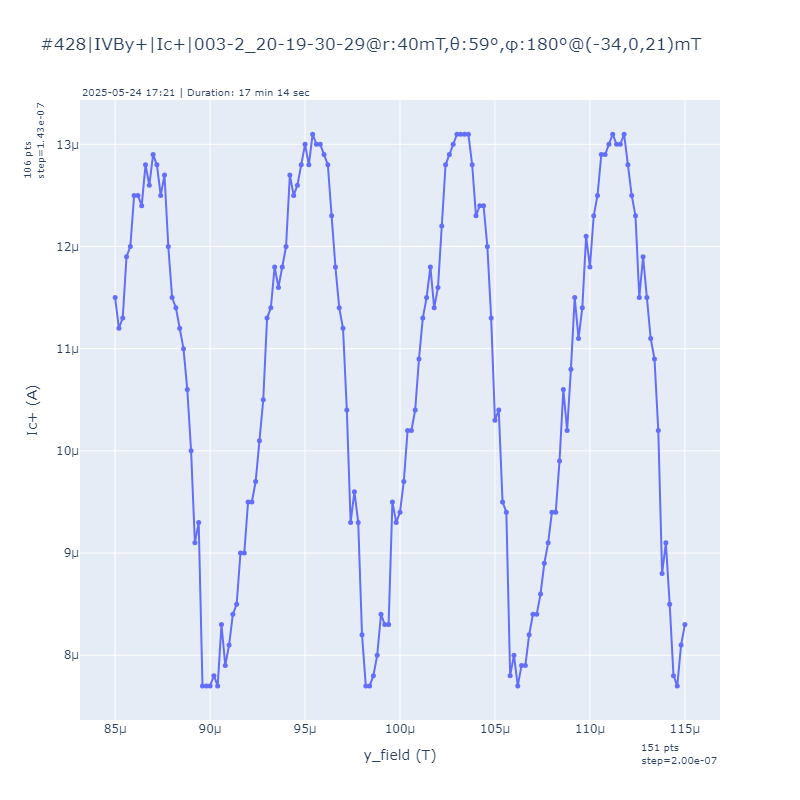 #428|IVBy+|Ic+|003-2_20-19-30-29@r:40mT,θ:59º,φ:180º@(-34,0,21)mT
2025-05-24 17:21 | Duration: 17 min 14 sec
106 pts
step=1.43e-07
13μ
12μ
11μ
10μ
9μ
8μ
Ic+ (A)
85μ
90μ
95μ
100μ
105μ
110μ
115μ
y_field (T)
151 pts
step=2.00e-07